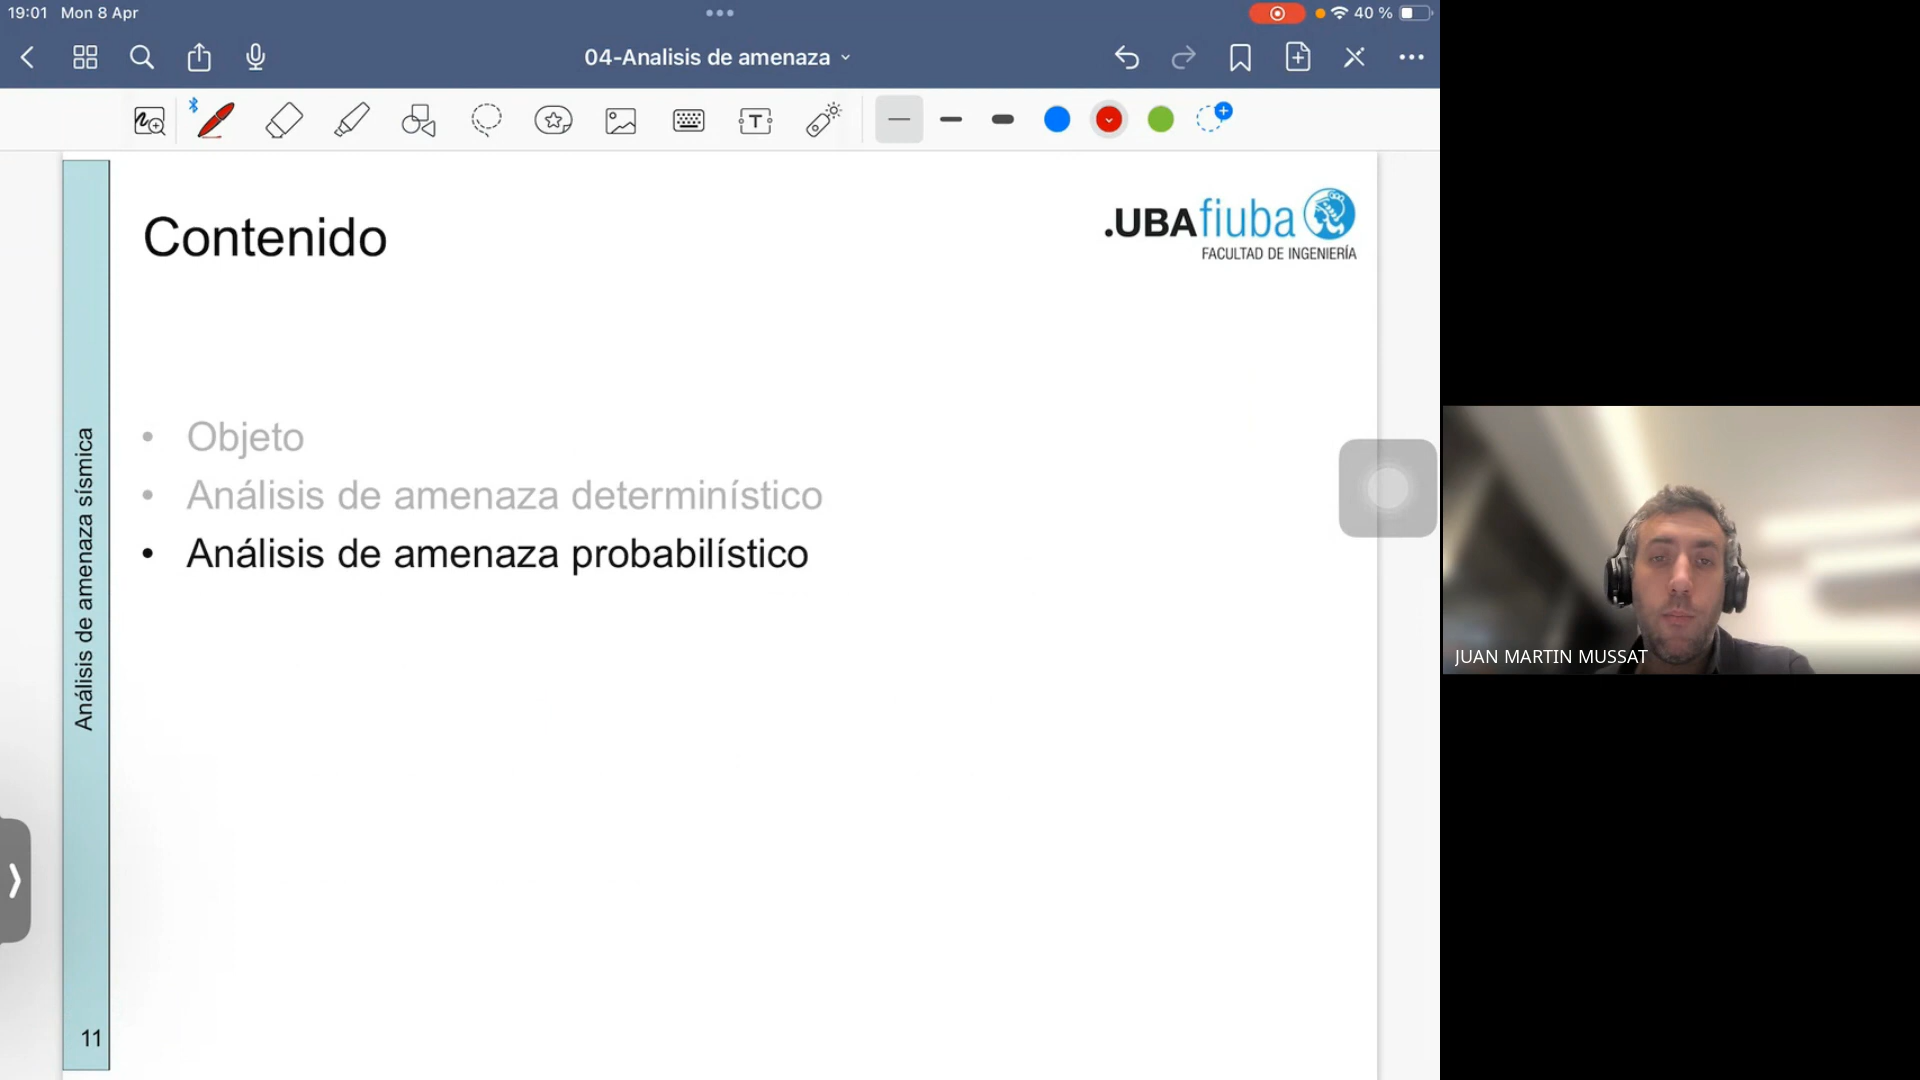 19:01 Mon 8 Apr
40 %
04-Analisis de amenaza
T
Contenido
.UBAfiuba
FACULTAD DE INGENIERÍA
• Objeto
• Análisis de amenaza determinístico
• Análisis de amenaza probabilístico
Análisis de amenaza sísmica
11
JUAN MARTIN MUSSAT